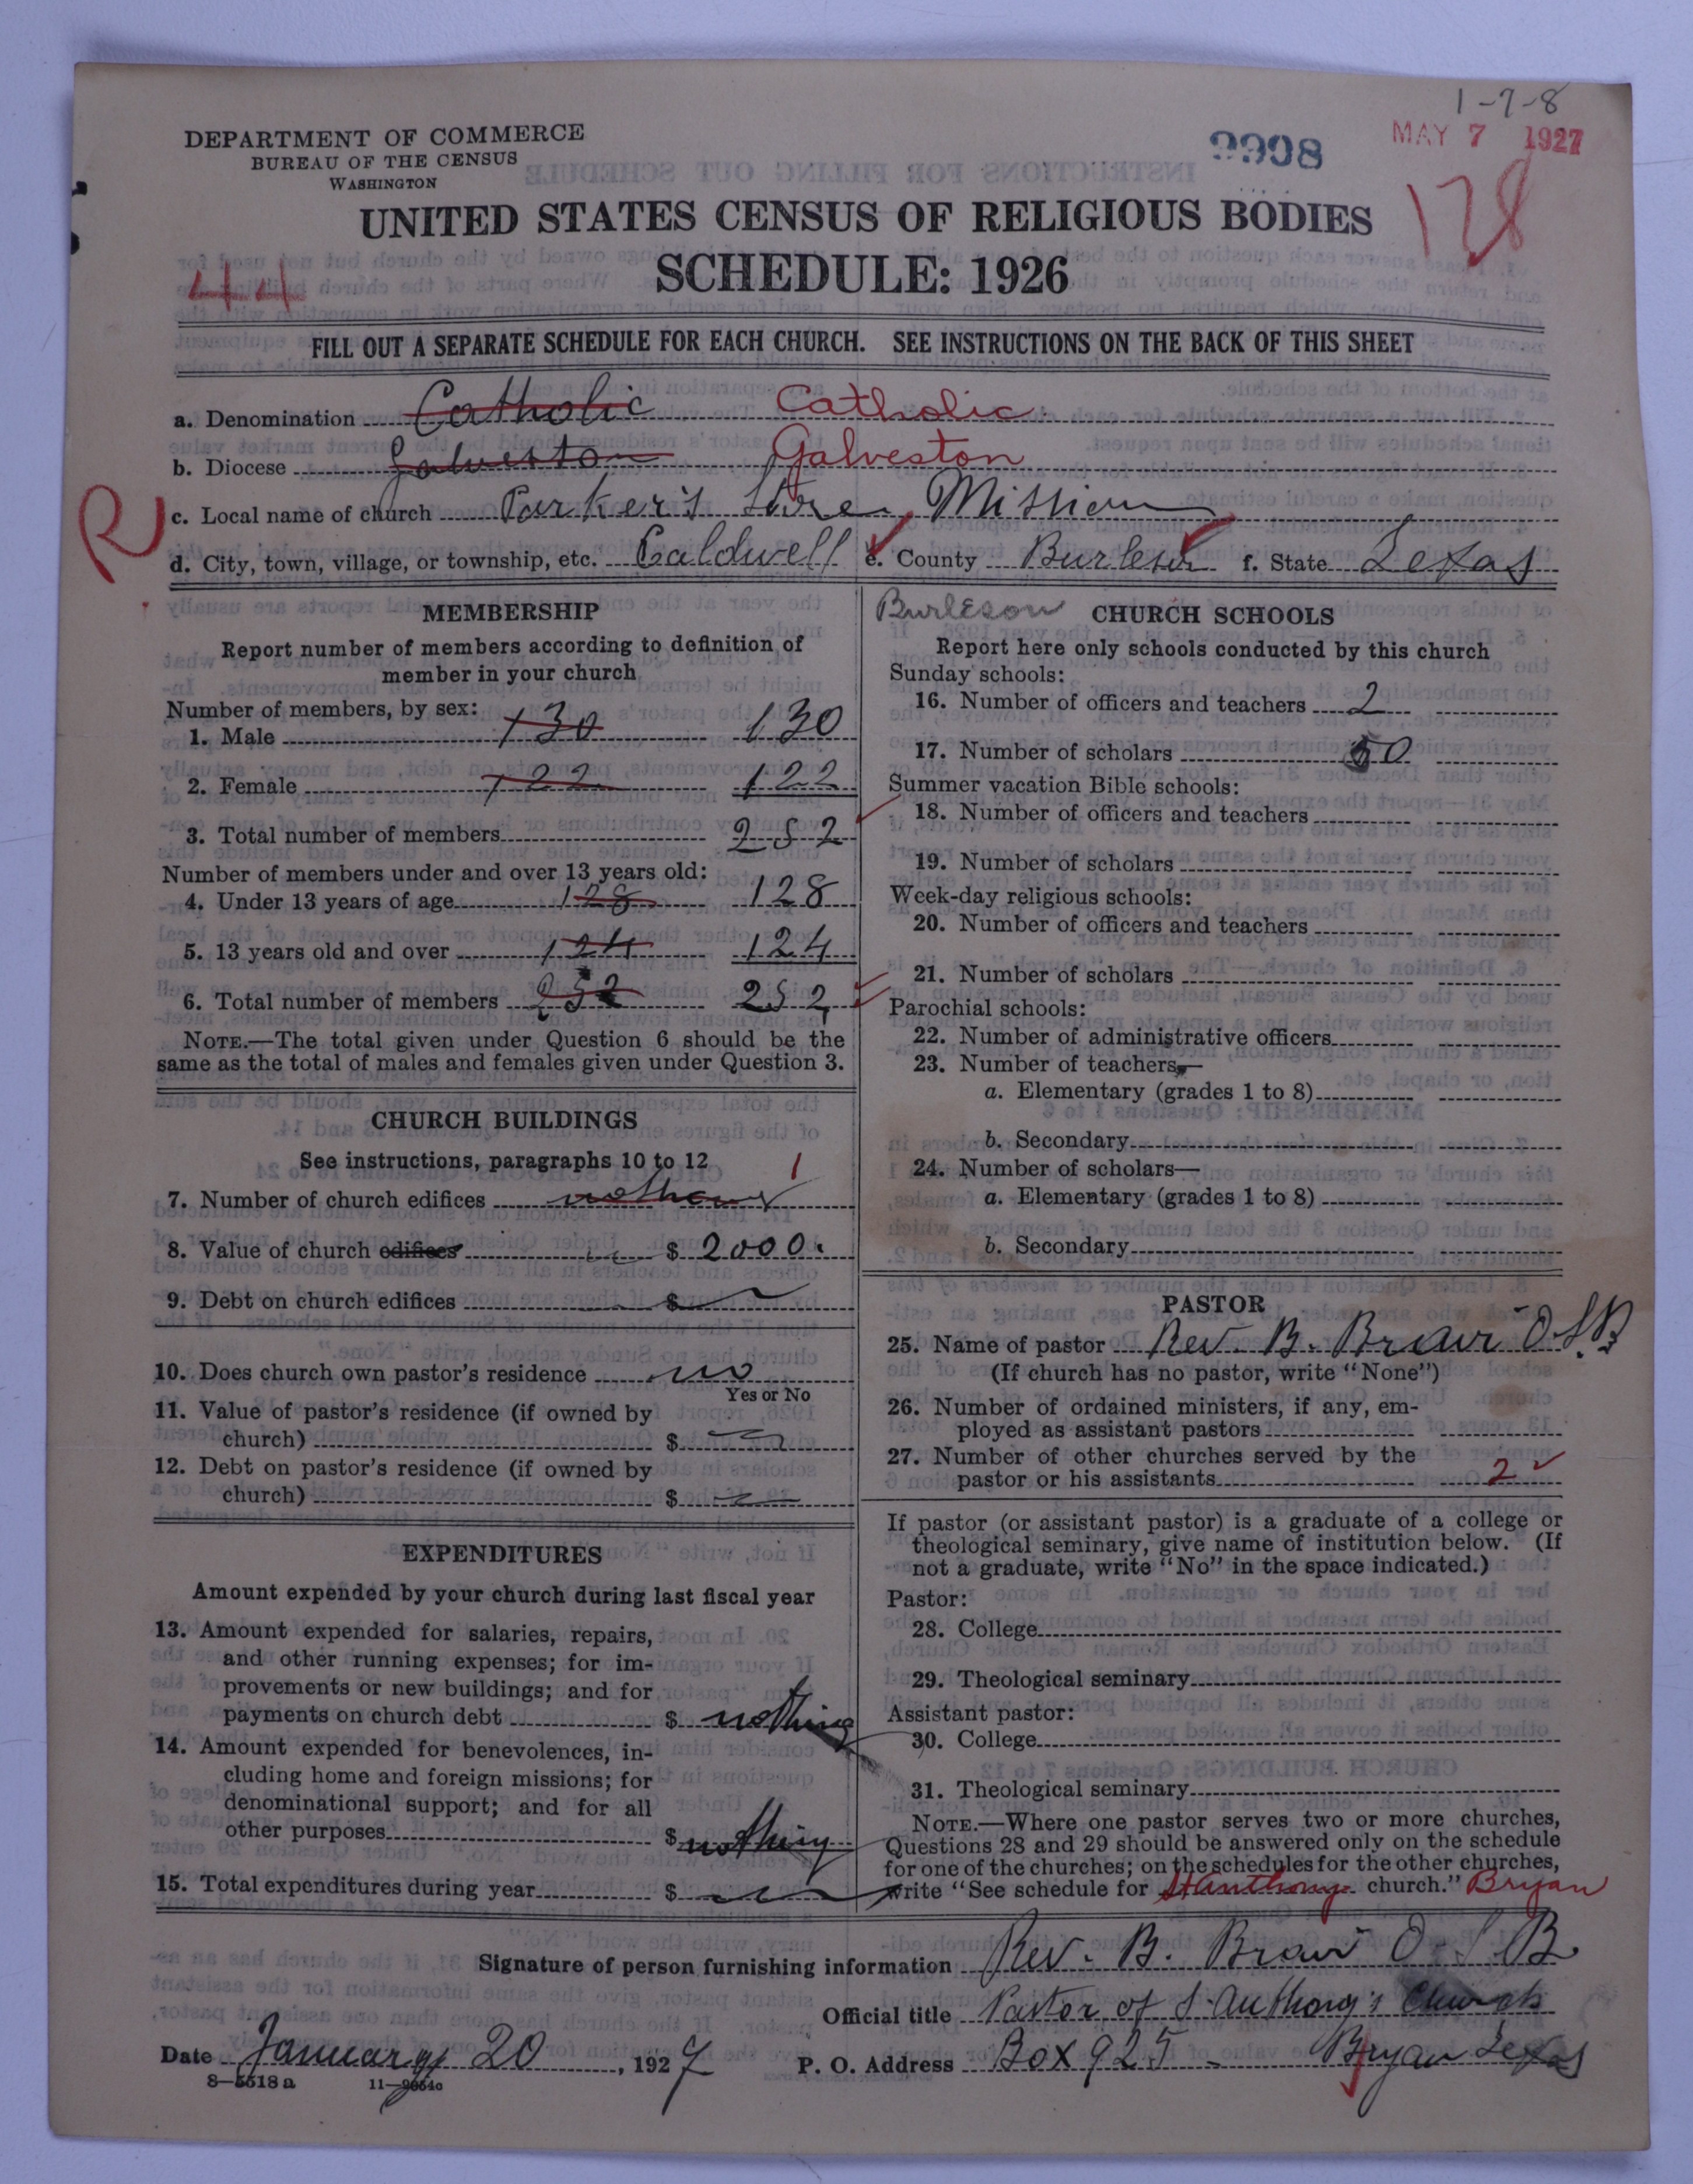 1-7-8
DEPARTMENT OF COMMERCE
BUREAU OF THE CENSUS
WASHINGTON
9908
MAY 7 1927
128
UNITED STATES CENSUS OF RELIGIOUS BODIES
44
SCHEDULE: 1926
FILL OUT A SEPARATE SCHEDULE FOR EACH CHURCH. SEE INSTRUCTIONS ON THE BACK OF THIS SHEET
a. Denomination Catholic Catholic
b. Diocese Galveston Galveston
R
c. Local name of church Parker's Store, Mission
d. City, town, village, or township, etc. Caldwell e. County Burleson f. State Texas
MEMBERSHIP
Report number of members according to definition of
member in your church
Number of members, by sex:
1. Male 130 130
2. Female 122 122
3. Total number of members 252
Number of members under and over 13 years old:
4. Under 13 years of age 128 128
5. 13 years old and over 124 124
6. Total number of members 252 252
NOTE.—The total given under Question 6 should be the
same as the total of males and females given under Question 3.
CHURCH BUILDINGS
See instructions, paragraphs 10 to 12
7. Number of church edifices 1
8. Value of church edifices $ 2000.
9. Debt on church edifices $
10. Does church own pastor's residence no
Yes or No
11. Value of pastor's residence (if owned by
church) $
12. Debt on pastor's residence (if owned by
church) $
EXPENDITURES
Amount expended by your church during last fiscal year
13. Amount expended for salaries, repairs,
and other running expenses; for im-
provements or new buildings; and for
payments on church debt $ nothing
14. Amount expended for benevolences, in-
cluding home and foreign missions; for
denominational support; and for all
other purposes $ nothing
15. Total expenditures during year $
Burleson
CHURCH SCHOOLS
Report here only schools conducted by this church
Sunday schools:
16. Number of officers and teachers 2
17. Number of scholars 50
Summer vacation Bible schools:
18. Number of officers and teachers
19. Number of scholars
Week-day religious schools:
20. Number of officers and teachers
21. Number of scholars
Parochial schools:
22. Number of administrative officers
23. Number of teachers—
a. Elementary (grades 1 to 8)
b. Secondary
24. Number of scholars—
a. Elementary (grades 1 to 8)
b. Secondary
PASTOR
25. Name of pastor Rev. B. Braun O.S.B
(If church has no pastor, write "None")
26. Number of ordained ministers, if any, em-
ployed as assistant pastors
27. Number of other churches served by the
pastor or his assistants 2
If pastor (or assistant pastor) is a graduate of a college or
theological seminary, give name of institution below. (If
not a graduate, write "No" in the space indicated.)
Pastor:
28. College
29. Theological seminary
Assistant pastor:
30. College
31. Theological seminary
NOTE.—Where one pastor serves two or more churches,
Questions 28 and 29 should be answered only on the schedule
for one of the churches; on the schedules for the other churches,
write "See schedule for St Anthony church." Bryan
Signature of person furnishing information Rev. B. Braun O.S.B.
Official title Pastor of S. Anthony's Church
Date January 20, 1927 P. O. Address Box 925 - Bryan Texas
8—5518 a 11—9054c